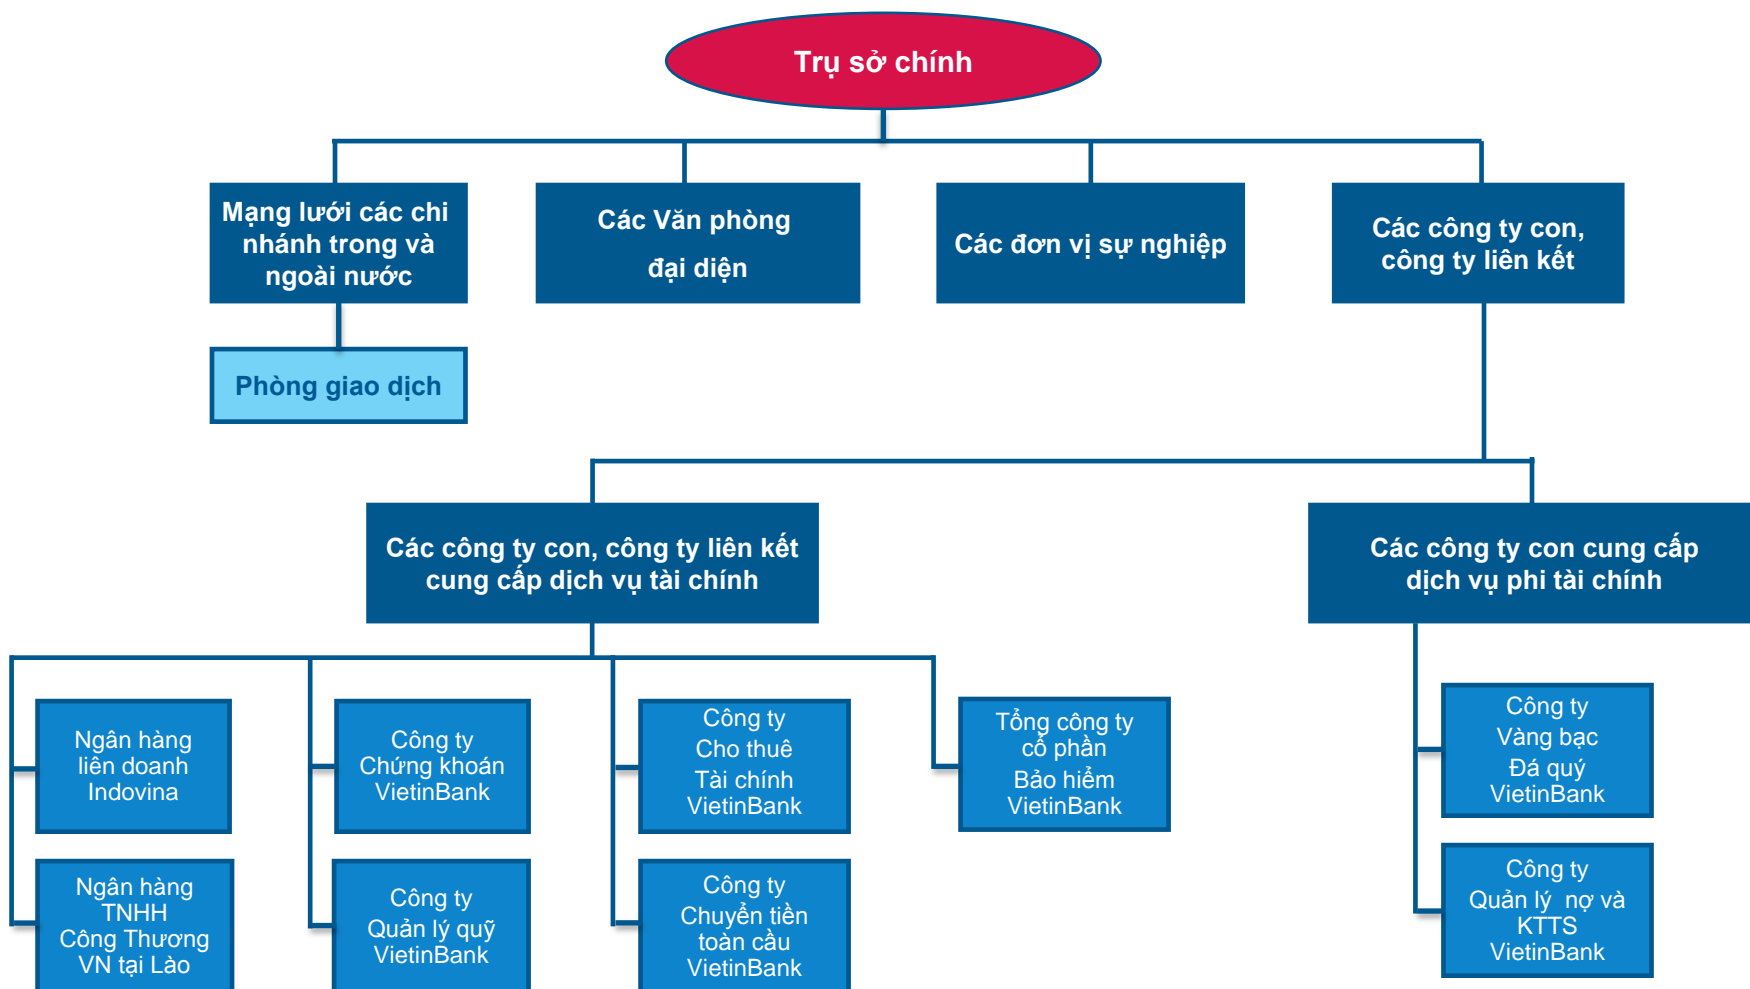 Trụ sở chính
Mạng lưới các chi
nhánh trong và
ngoài nước
Các Văn phòng
đại diện
Các đơn vị sự nghiệp
Các công ty con,
công ty liên kết
Phòng giao dịch
Các công ty con, công ty liên kết
cung cấp dịch vụ tài chính
Các công ty con cung cấp
dịch vụ phi tài chính
Ngân hàng
liên doanh
Indovina
Công ty
Chứng khoán
VietinBank
Công ty
Cho thuê
Tài chính
VietinBank
Tổng công ty
cổ phần
Bảo hiểm
VietinBank
Công ty
Vàng bạc
Đá quý
VietinBank
Ngân hàng
TNHH
Công Thương
VN tại Lào
Công ty
Quản lý quỹ
VietinBank
Công ty
Chuyển tiền
toàn cầu
VietinBank
Công ty
Quản lý nợ và
KTTS
VietinBank